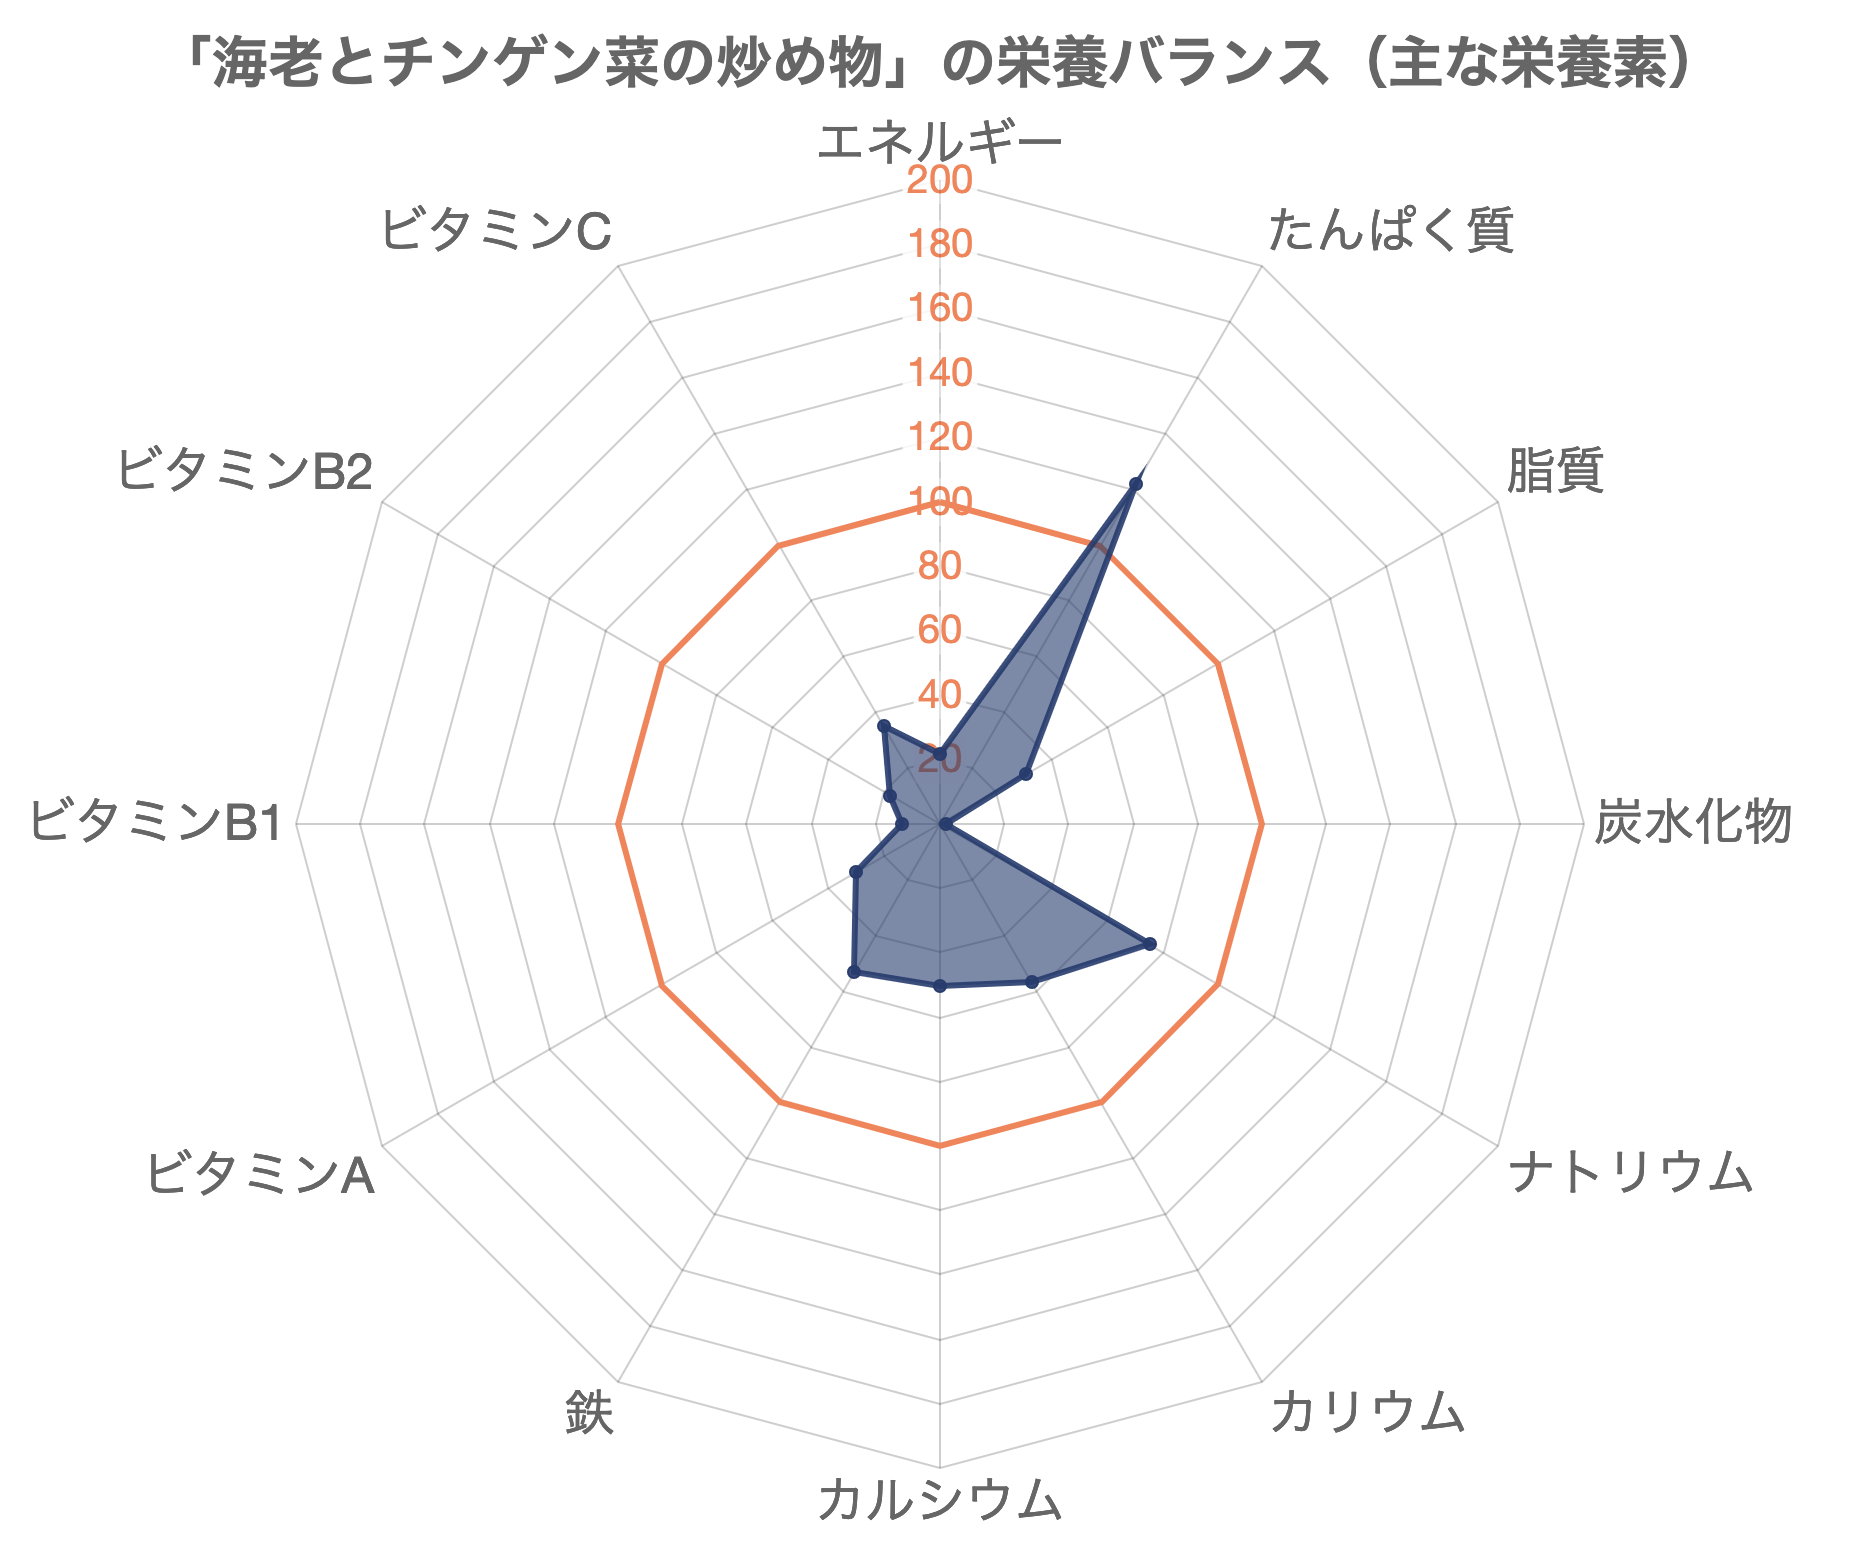 「海老とチンゲン菜の炒め物」の栄養バランス（主な栄養素）
エネルギー
たんぱく質
脂質
炭水化物
ナトリウム
カリウム
カルシウム
鉄
ビタミンA
ビタミンB1
ビタミンB2
ビタミンC
200
180
160
140
120
100
80
60
40
20